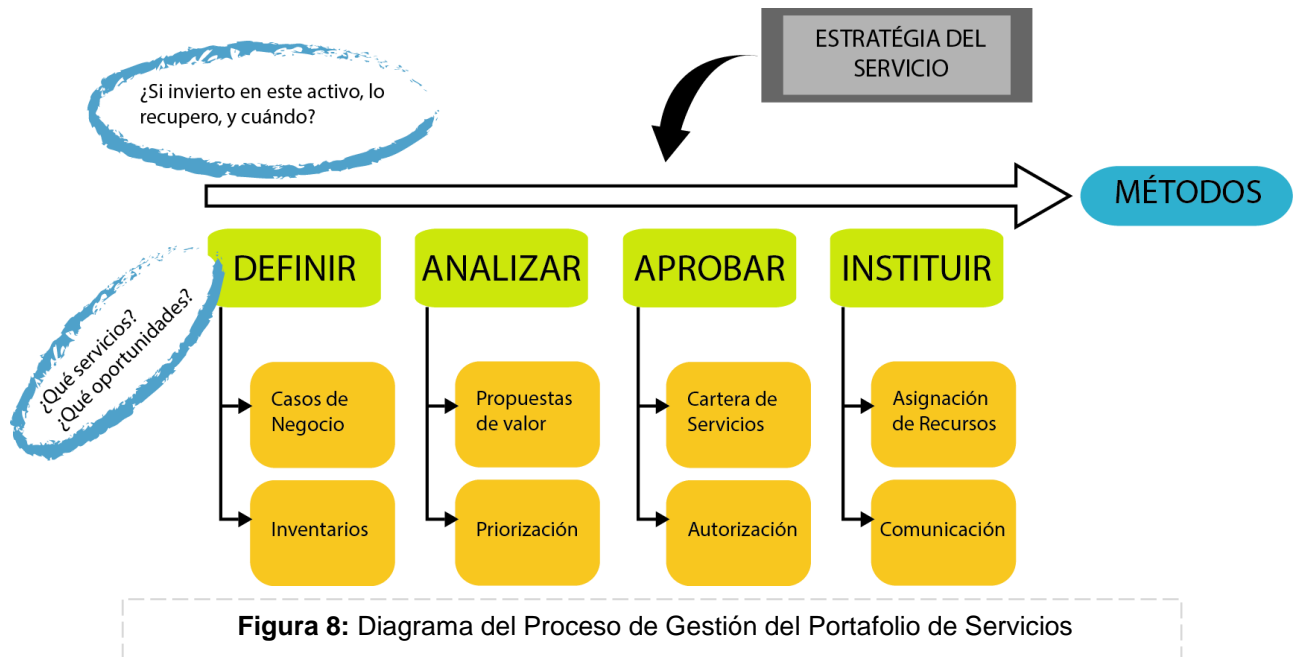 ESTRATÉGIA DEL
SERVICIO
¿Si invierto en este activo, lo
recupero, y cuándo?
MÉTODOS
¿Qué servicios?
¿Qué oportunidades?
DEFINIR
ANALIZAR
APROBAR
INSTITUIR
Casos de
Negocio
Propuestas
de valor
Cartera de
Servicios
Asignación
de Recursos
Inventarios
Priorización
Autorización
Comunicación
Figura 8: Diagrama del Proceso de Gestión del Portafolio de Servicios